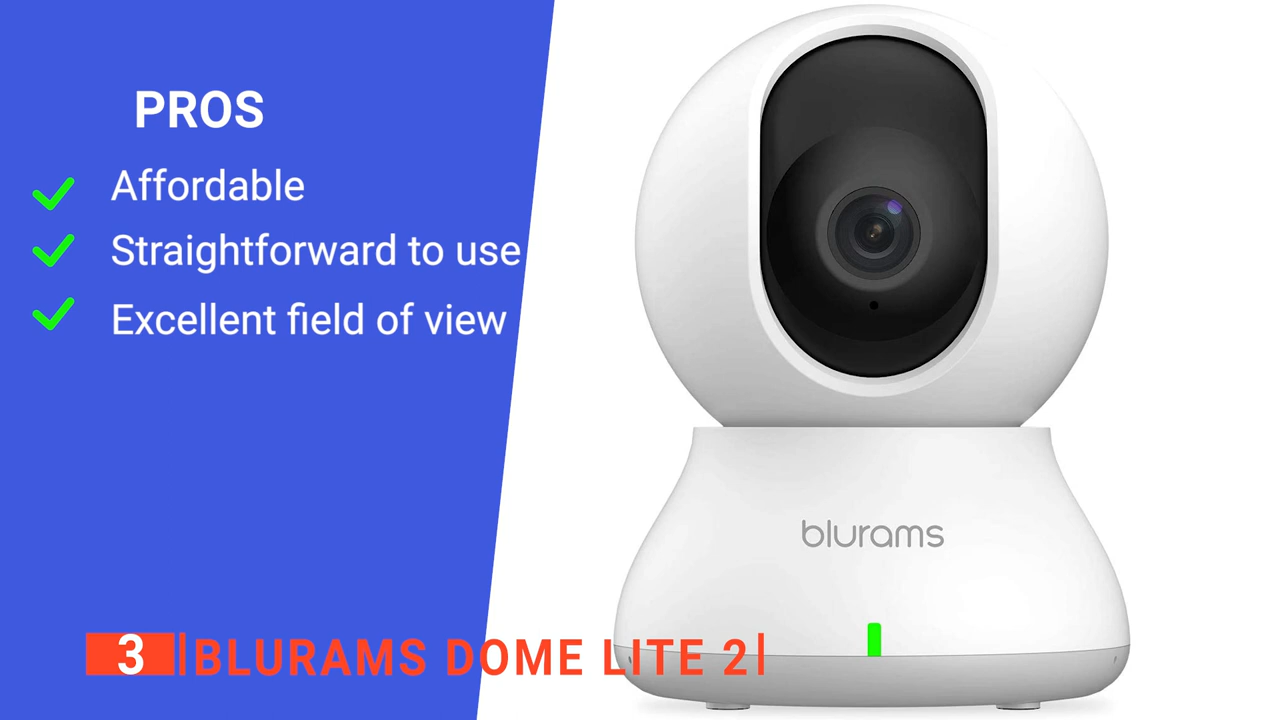 PROS
Affordable
Straightforward to use
Excellent field of view
blurams
3 BLURAMS DOME LITE 2